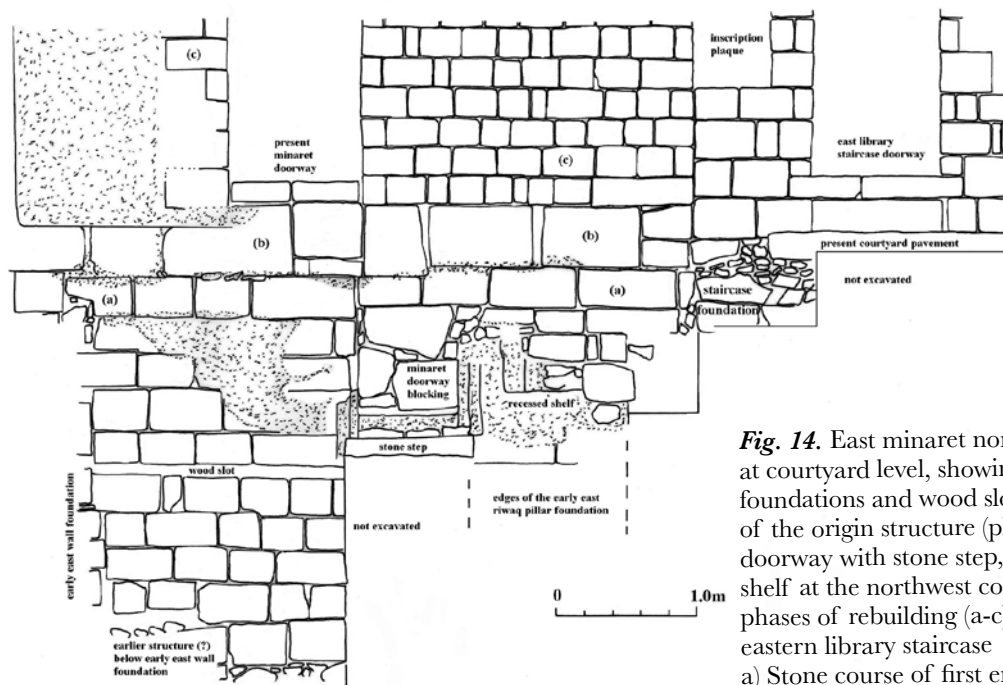 (c)
inscription
plaque
present
minaret
doorway
east library
staircase doorway
(c)
(b)
(b)
present courtyard pavement
(a)
(a)
staircase
foundation
not excavated
minaret
doorway
blocking
recessed shelf
stone step
wood slot
early east wall foundation
not excavated
edges of the early east
riwaq pillar foundation
0
1.0m
earlier structure (?)
below early east wall
foundation
Fig. 14. East minaret nor
at courtyard level, showin
foundations and wood slo
of the origin structure (p
doorway with stone step,
shelf at the northwest co
phases of rebuilding (a-c
eastern library staircase
a) Stone course of first e